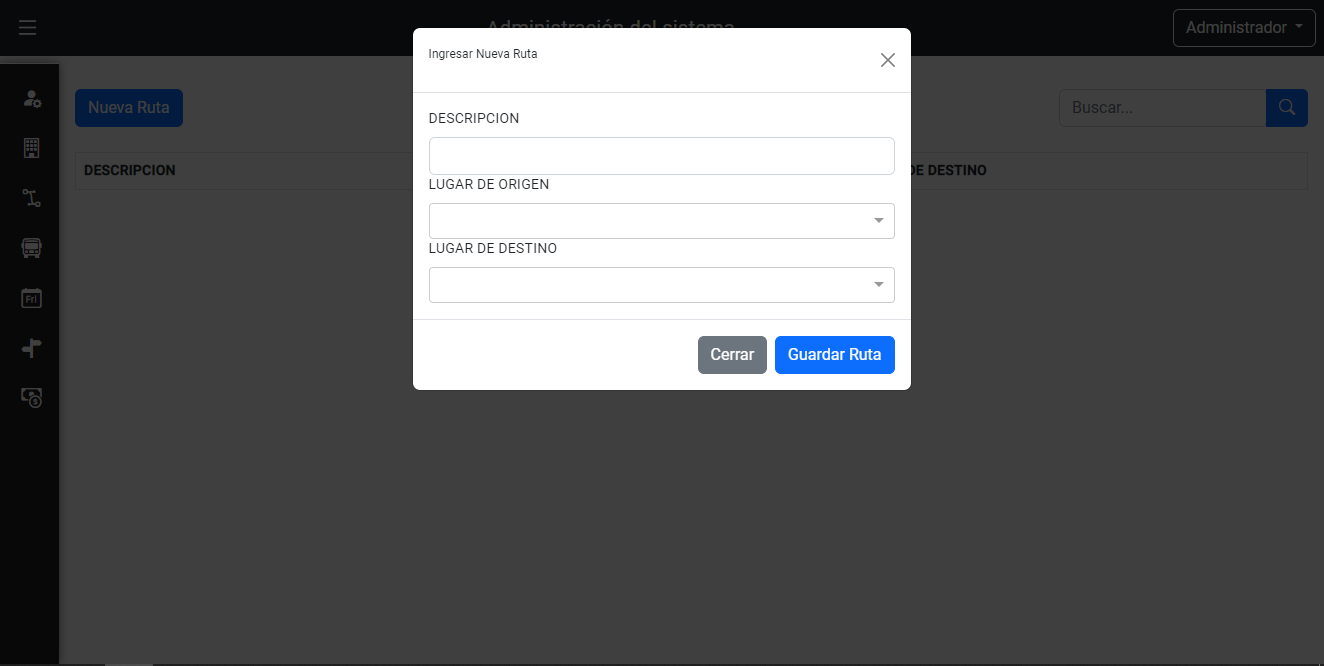 Administración del sistema
Administrador
Ingresar Nueva Ruta
Nueva Ruta
Buscar...
DESCRIPCION
DE DESTINO
DESCRIPCION
LUGAR DE ORIGEN
LUGAR DE DESTINO
Fri
Cerrar
Guardar Ruta